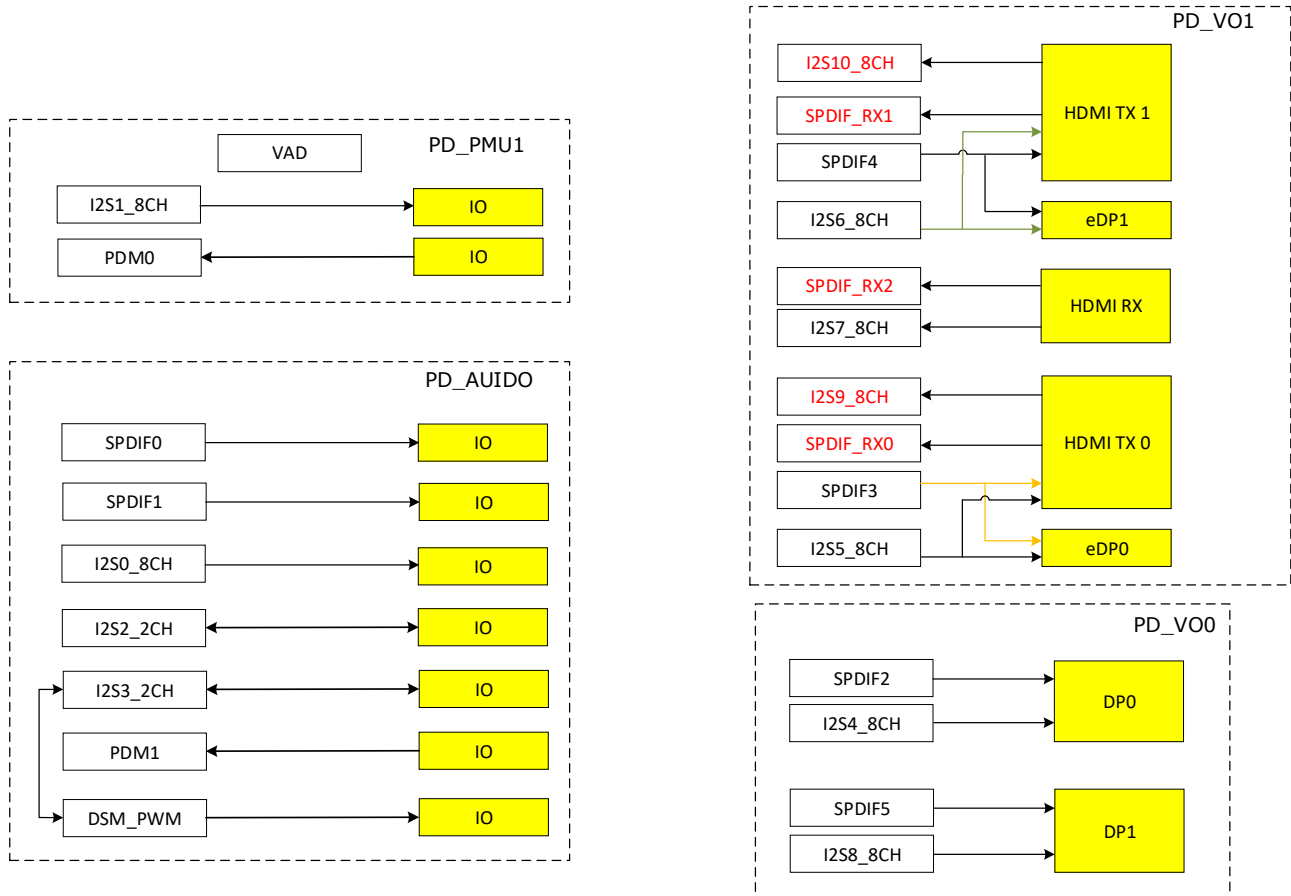 PD_PMU1
VAD
I2S1_8CH
IO
PDM0
IO
PD_AUIDO
SPDIF0
IO
SPDIF1
IO
I2S0_8CH
IO
I2S2_2CH
IO
I2S3_2CH
IO
PDM1
IO
DSM_PWM
IO
PD_VO1
I2S10_8CH
HDMI TX 1
SPDIF_RX1
SPDIF4
I2S6_8CH
eDP1
SPDIF_RX2
HDMI RX
I2S7_8CH
I2S9_8CH
SPDIF_RX0
HDMI TX 0
SPDIF3
I2S5_8CH
eDP0
PD_VO0
SPDIF2
DP0
I2S4_8CH
SPDIF5
DP1
I2S8_8CH